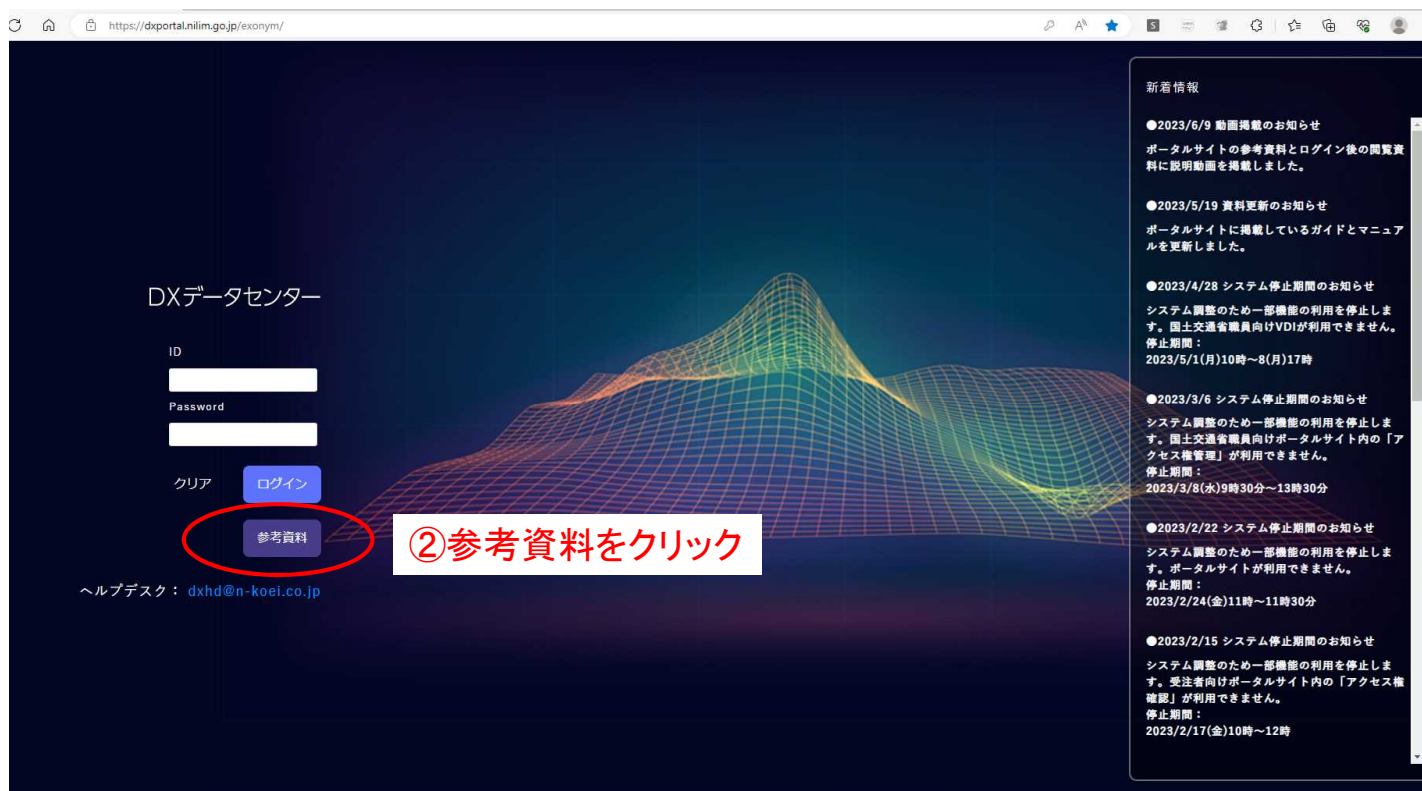 https://dxportal.nilim.go.jp/exonym/
DXデータセンター
ID
Password
クリア
ログイン
参考資料
②参考資料をクリック
ヘルプデスク： dxhd@n-koei.co.jp
新着情報
●2023/6/9 動画掲載のお知らせ
ポータルサイトの参考資料とログイン後の閲覧資
料に説明動画を掲載しました。
●2023/5/19 資料更新のお知らせ
ポータルサイトに掲載しているガイドとマニュア
ルを更新しました。
●2023/4/28 システム停止期間のお知らせ
システム調整のため一部機能の利用を停止しま
す。国土交通省職員向けVDIが利用できません。
停止期間：
2023/5/1(月)10時～8(月)17時
●2023/3/6 システム停止期間のお知らせ
システム調整のため一部機能の利用を停止しま
す。国土交通省職員向けポータルサイト内の「ア
クセス権管理」が利用できません。
停止期間：
2023/3/8(水)9時30分～13時30分
●2023/2/22 システム停止期間のお知らせ
システム調整のため一部機能の利用を停止しま
す。ポータルサイトが利用できません。
停止期間：
2023/2/24(金)11時～11時30分
●2023/2/15 システム停止期間のお知らせ
システム調整のため一部機能の利用を停止しま
す。受注者向けポータルサイト内の「アクセス権
確認」が利用できません。
停止期間：
2023/2/17(金)10時～12時